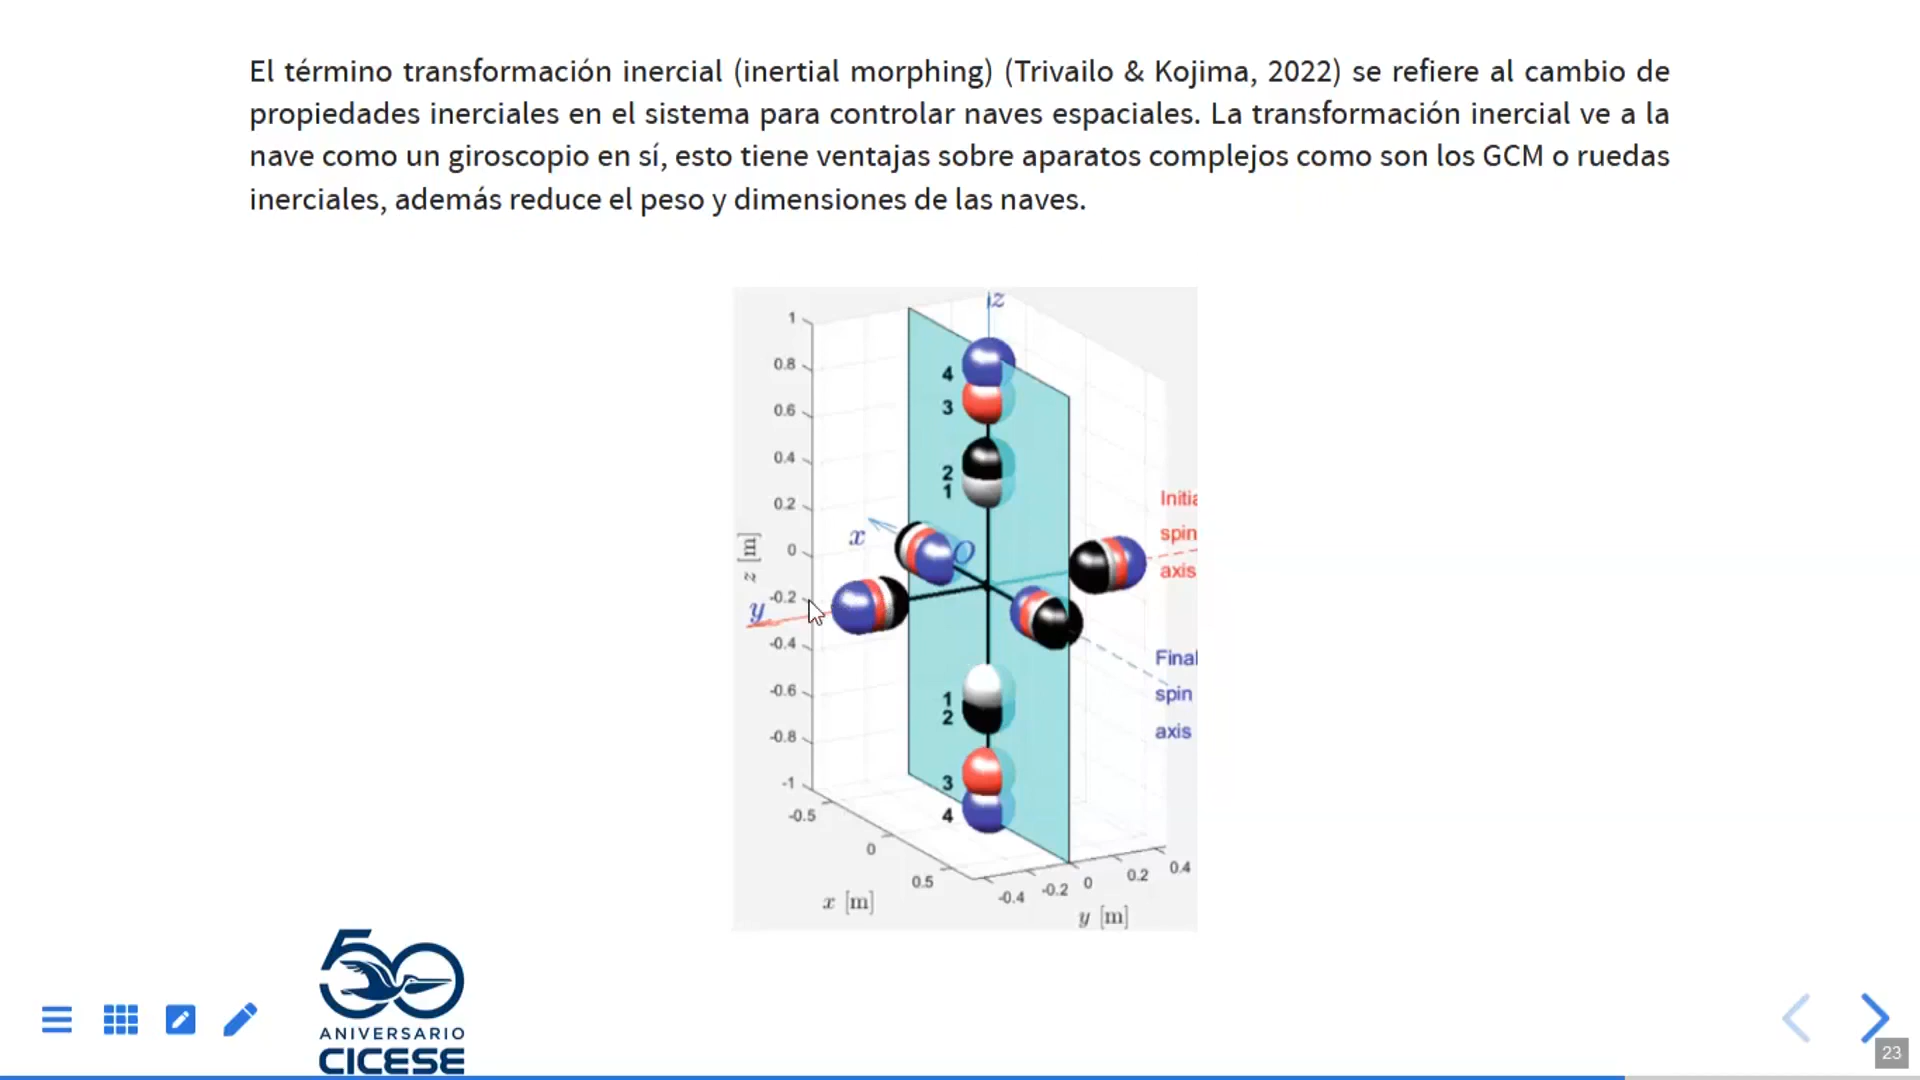 El término transformación inercial (inertial morphing) (Trivailo & Kojima, 2022) se refiere al cambio de
propiedades inerciales en el sistema para controlar naves espaciales. La transformación inercial ve a la
nave como un giroscopio en sí, esto tiene ventajas sobre aparatos complejos como son los GCM o ruedas
inerciales, además reduce el peso y dimensiones de las naves.
z
1
0.8
4
0.6
3
0.4
2
1
0.2
Initia
spin
axis
x
O
0
z [m]
y
-0.2
-0.4
Final
spin
axis
-0.6
1
2
-0.8
3
-1
4
-0.5
0
0.5
x [m]
-0.4
-0.2
0
0.2
0.4
y [m]
50
ANIVERSARIO
CICESE
23